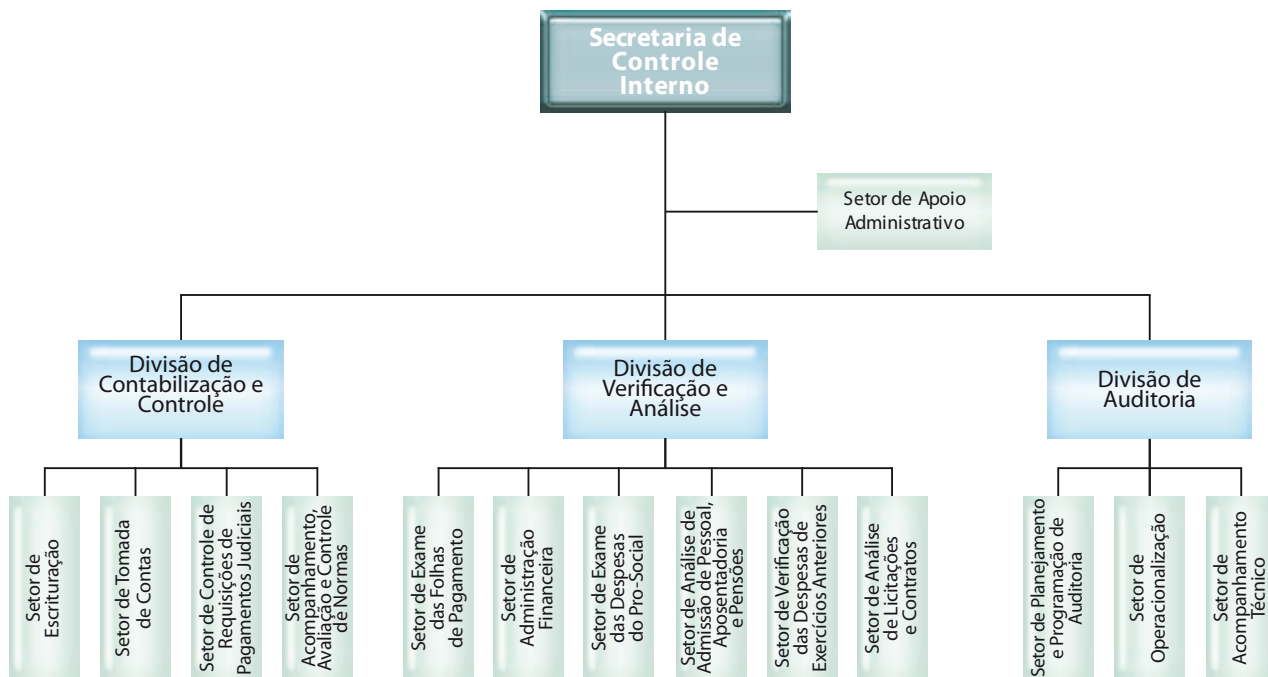 Secretaria de
Controle
Interno
Setor de Apoio
Administrativo
Divisão de
Contabilização e
Controle
Divisão de
Verificação e
Análise
Divisão de
Auditoria
Setor de
Escrituração
Setor de Tomada
de Contas
Setor de Controle de
Requisições de
Pagamentos Judiciais
Setor de
Acompanhamento,
Avaliação e Controle
de Normas
Setor de Exame
das Folhas
de Pagamento
Setor de
Administração
Financeira
Setor de Exame
das Despesas
do Pro-Social
Setor de Análise de
Admissão de Pessoal,
Aposentadoria
e Pensões
Setor de Verificação
das Despesas de
Exercícios Anteriores
Setor de Análise
de Licitações
e Contratos
Setor de Planejamento
e Programação de
Auditoria
Setor de
Operacionalização
Setor de
Acompanhamento
Técnico